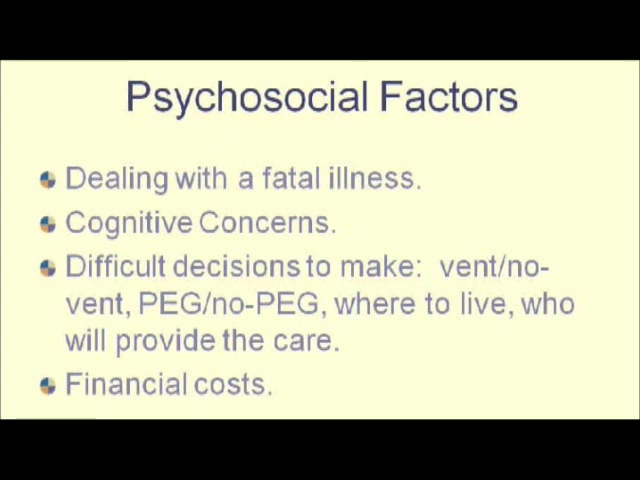 Psychosocial Factors
Dealing with a fatal illness.
Cognitive Concerns.
Difficult decisions to make: vent/no-
vent, PEG/no-PEG, where to live, who
will provide the care.
Financial costs.